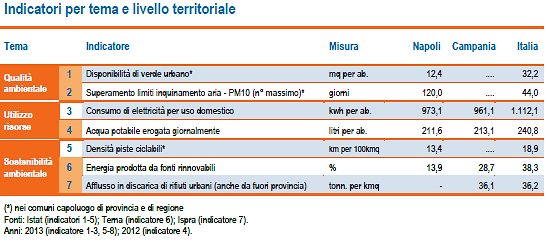 Indicatori per tema e livello territoriale
Tema Indicatore Misura Napoli Campania Italia
Qualità ambientale
1 Disponibilità di verde urbano* mq per ab. 12,4 .... 32,2
2 Superamento limiti inquinamento aria - PM10 (n° massimo)* giorni 120,0 .... 44,0
Utilizzo risorse
3 Consumo di elettricità per uso domestico kwh per ab. 973,1 961,1 1.112,1
4 Acqua potabile erogata giornalmente litri per ab. 211,6 213,1 240,8
Sostenibilità ambientale
5 Densità piste ciclabili* km per 100kmq 13,4 .... 18,9
6 Energia prodotta da fonti rinnovabili % 13,9 28,7 38,3
7 Afflusso in discarica di rifiuti urbani (anche da fuori provincia) tonn. per kmq - 36,1 36,2
(*) nei comuni capoluogo di provincia e di regione
Fonti: Istat (indicatori 1-5); Terna (indicatore 6); Ispra (indicatore 7).
Anni: 2013 (indicatore 1-3, 5-8); 2012 (indicatore 4).